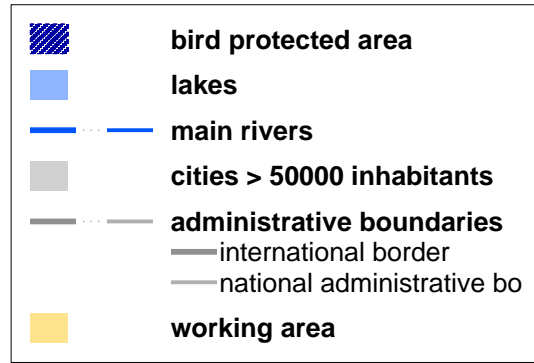 bird protected area
lakes
main rivers
cities > 50000 inhabitants
administrative boundaries
international border
national administrative bo
working area